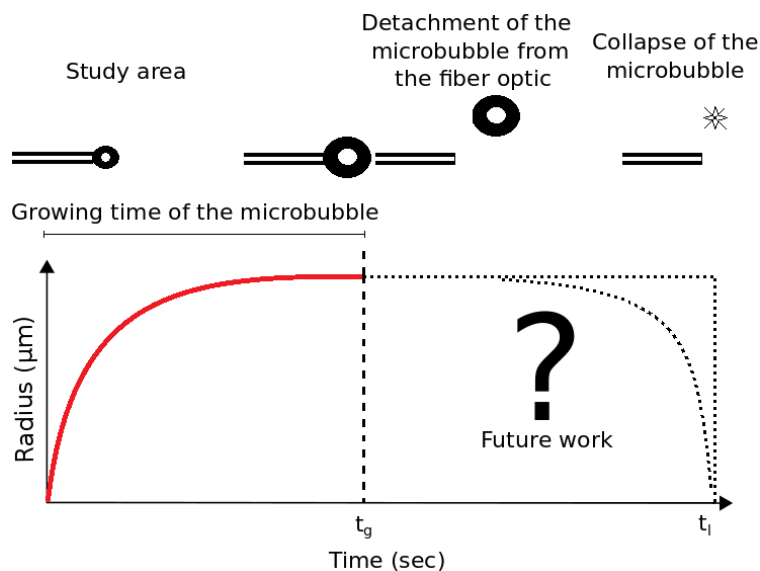 Study area
Detachment of the
microbubble from
the fiber optic
Collapse of the
microbubble
Growing time of the microbubble
Radius (µm)
?
Future work
tg
tl
Time (sec)